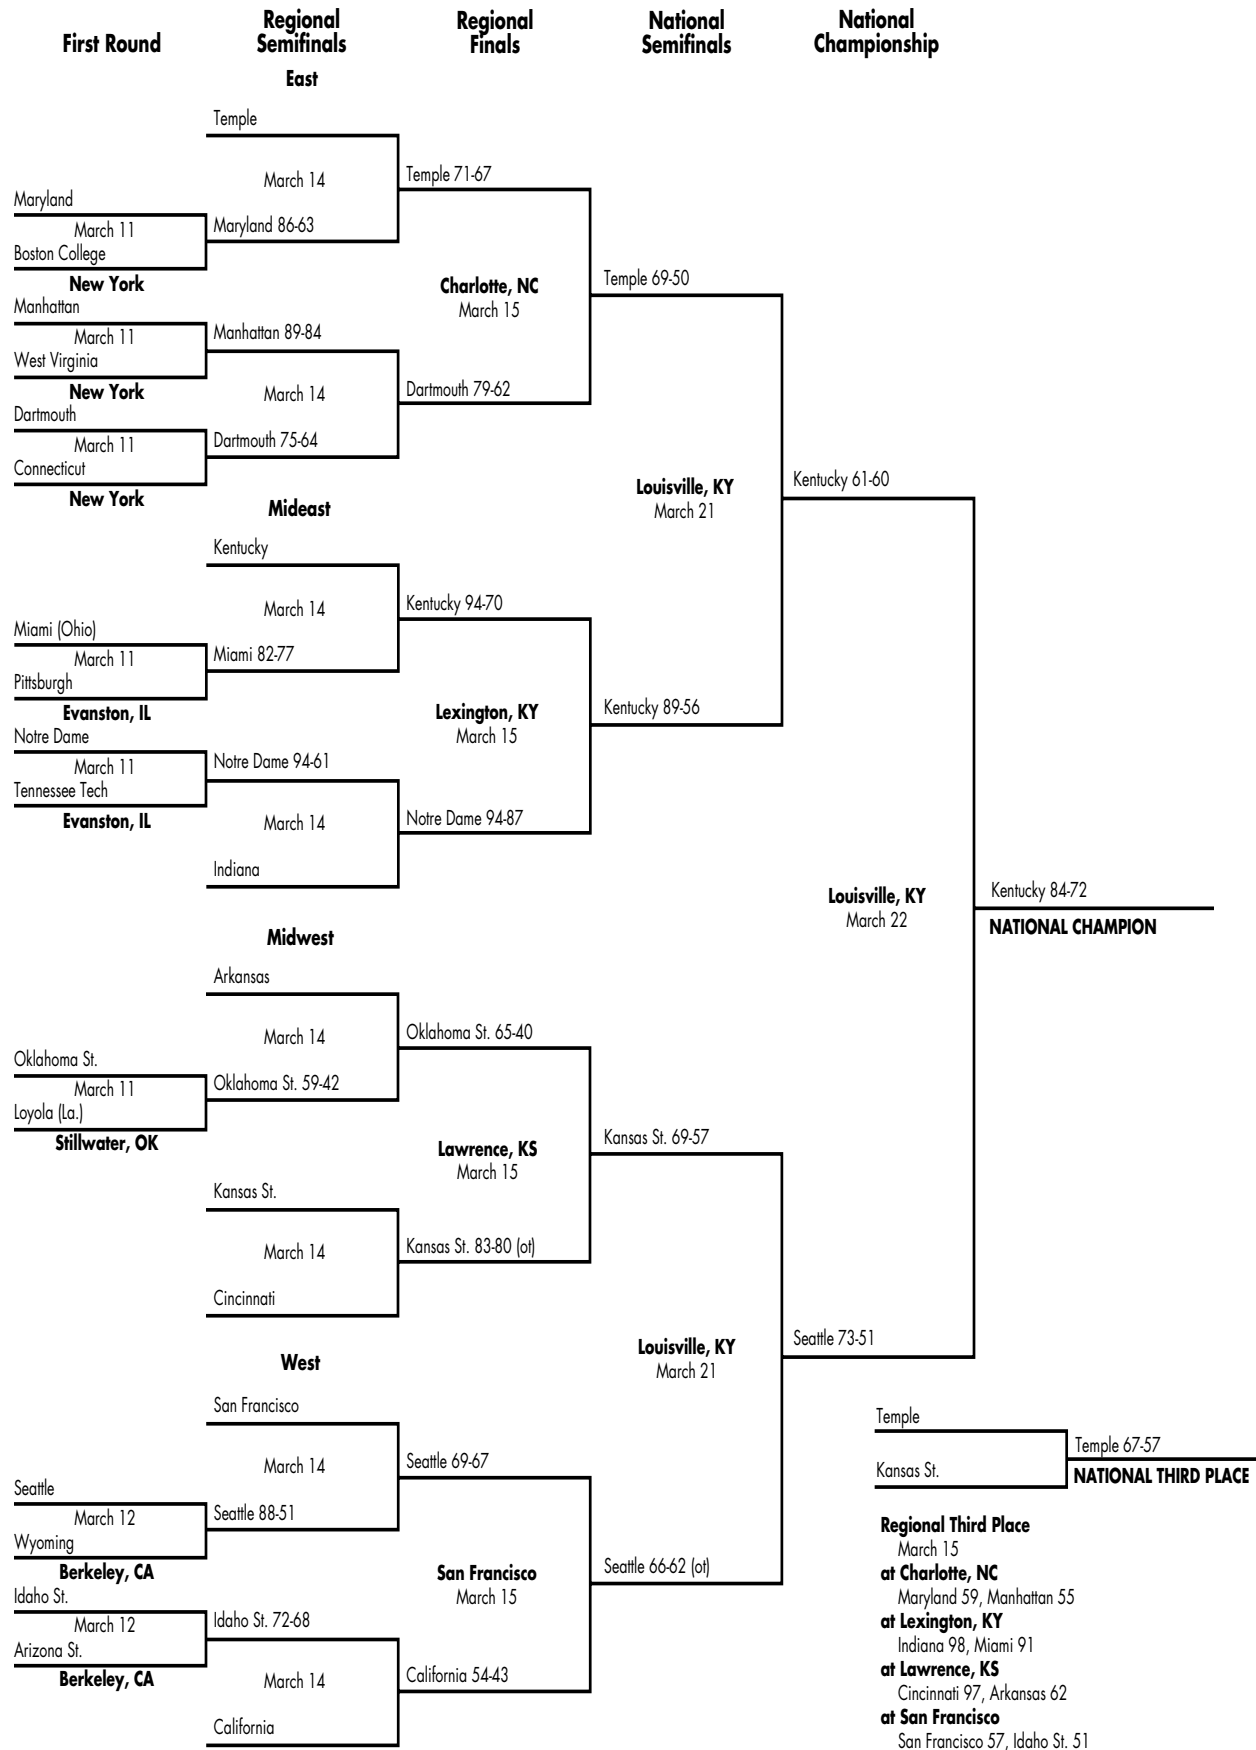 First Round
Regional
Semifinals
Regional
Finals
National
Semifinals
National
Championship
East
Temple
March 14
Temple 71-67
Maryland
March 11
Boston College
New York
Maryland 86-63
Charlotte, NC
March 15
Temple 69-50
Manhattan
March 11
West Virginia
New York
Manhattan 89-84
March 14
Dartmouth 79-62
Dartmouth
March 11
Connecticut
New York
Dartmouth 75-64
Louisville, KY
March 21
Kentucky 61-60
Mideast
Kentucky
March 14
Kentucky 94-70
Miami (Ohio)
March 11
Pittsburgh
Evanston, IL
Miami 82-77
Lexington, KY
March 15
Kentucky 89-56
Notre Dame
March 11
Tennessee Tech
Evanston, IL
Notre Dame 94-61
March 14
Notre Dame 94-87
Indiana
Louisville, KY
March 22
Kentucky 84-72
NATIONAL CHAMPION
Midwest
Arkansas
March 14
Oklahoma St. 65-40
Oklahoma St.
March 11
Loyola (La.)
Stillwater, OK
Oklahoma St. 59-42
Lawrence, KS
March 15
Kansas St. 69-57
Kansas St.
March 14
Kansas St. 83-80 (ot)
Cincinnati
Louisville, KY
March 21
Seattle 73-51
West
San Francisco
March 14
Seattle 69-67
Seattle
March 12
Wyoming
Berkeley, CA
Seattle 88-51
San Francisco
March 15
Seattle 66-62 (ot)
Idaho St.
March 12
Arizona St.
Berkeley, CA
Idaho St. 72-68
March 14
California 54-43
California
Temple
Kansas St.
Temple 67-57
NATIONAL THIRD PLACE
Regional Third Place
March 15
at Charlotte, NC
Maryland 59, Manhattan 55
at Lexington, KY
Indiana 98, Miami 91
at Lawrence, KS
Cincinnati 97, Arkansas 62
at San Francisco
San Francisco 57, Idaho St. 51